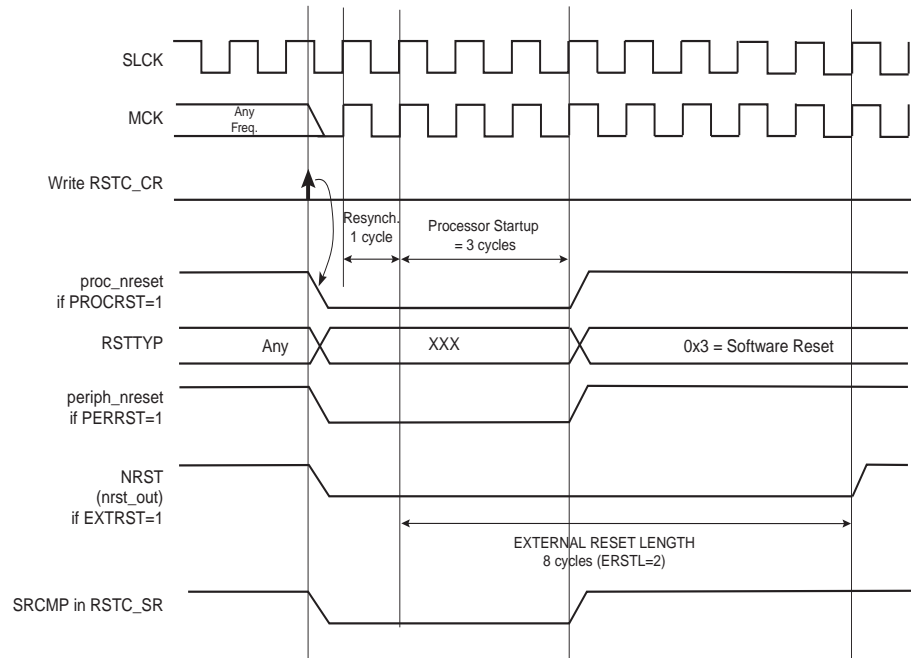 SLCK
MCK
Any
Freq.
Write RSTC_CR
Resynch.
1 cycle
Processor Startup
= 3 cycles
proc_nreset
if PROCRST=1
RSTTYP
Any
XXX
0x3 = Software Reset
periph_nreset
if PERRST=1
NRST
(nrst_out)
if EXTRST=1
EXTERNAL RESET LENGTH
8 cycles (ERSTL=2)
SRCMP in RSTC_SR